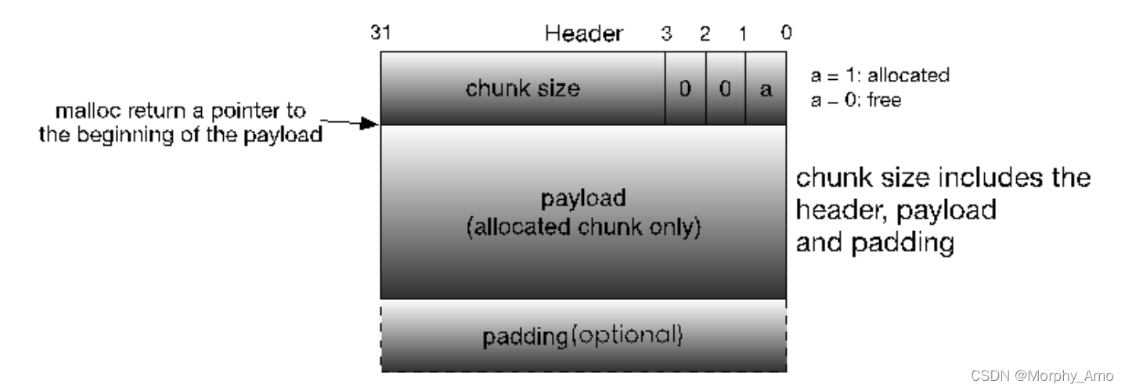 31 Header 3 2 1 0
chunk size 0 0 a
a = 1: allocated
a = 0: free
malloc return a pointer to
the beginning of the payload
payload
(allocated chunk only)
chunk size includes the
header, payload
and padding
padding(optional)
CSDN @Morphy_Amo